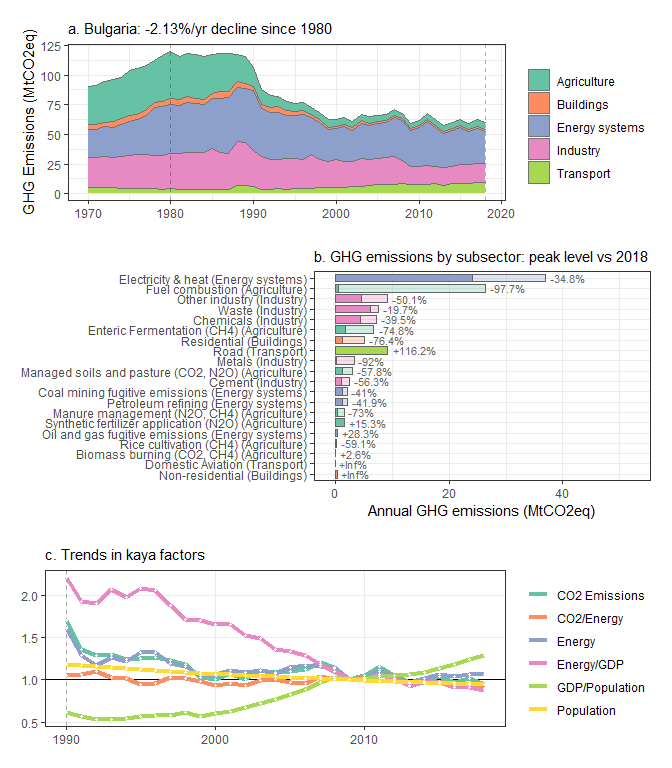 a. Bulgaria: -2.13%/yr decline since 1980
GHG Emissions (MtCO2eq)
125
100
75
50
25
0
1970
1980
1990
2000
2010
2020
Agriculture
Buildings
Energy systems
Industry
Transport
b. GHG emissions by subsector: peak level vs 2018
Electricity & heat (Energy systems)
-34.8%
Fuel combustion (Agriculture)
-97.7%
Other industry (Industry)
-50.1%
Waste (Industry)
-19.7%
Chemicals (Industry)
-39.5%
Enteric Fermentation (CH4) (Agriculture)
-74.8%
Residential (Buildings)
-76.4%
Road (Transport)
+116.2%
Metals (Industry)
-92%
Managed soils and pasture (CO2, N2O) (Agriculture)
-57.8%
Cement (Industry)
-56.3%
Coal mining fugitive emissions (Energy systems)
-41%
Petroleum refining (Energy systems)
-41.9%
Manure management (N2O, CH4) (Agriculture)
-73%
Synthetic fertilizer application (N2O) (Agriculture)
+15.3%
Oil and gas fugitive emissions (Energy systems)
+28.3%
Rice cultivation (CH4) (Agriculture)
-59.1%
Biomass burning (CO2, CH4) (Agriculture)
+2.6%
Domestic Aviation (Transport)
+Inf%
Non-residential (Buildings)
+Inf%
0
20
40
Annual GHG emissions (MtCO2eq)
c. Trends in kaya factors
2.0
1.5
1.0
0.5
1990
2000
2010
CO2 Emissions
CO2/Energy
Energy
Energy/GDP
GDP/Population
Population